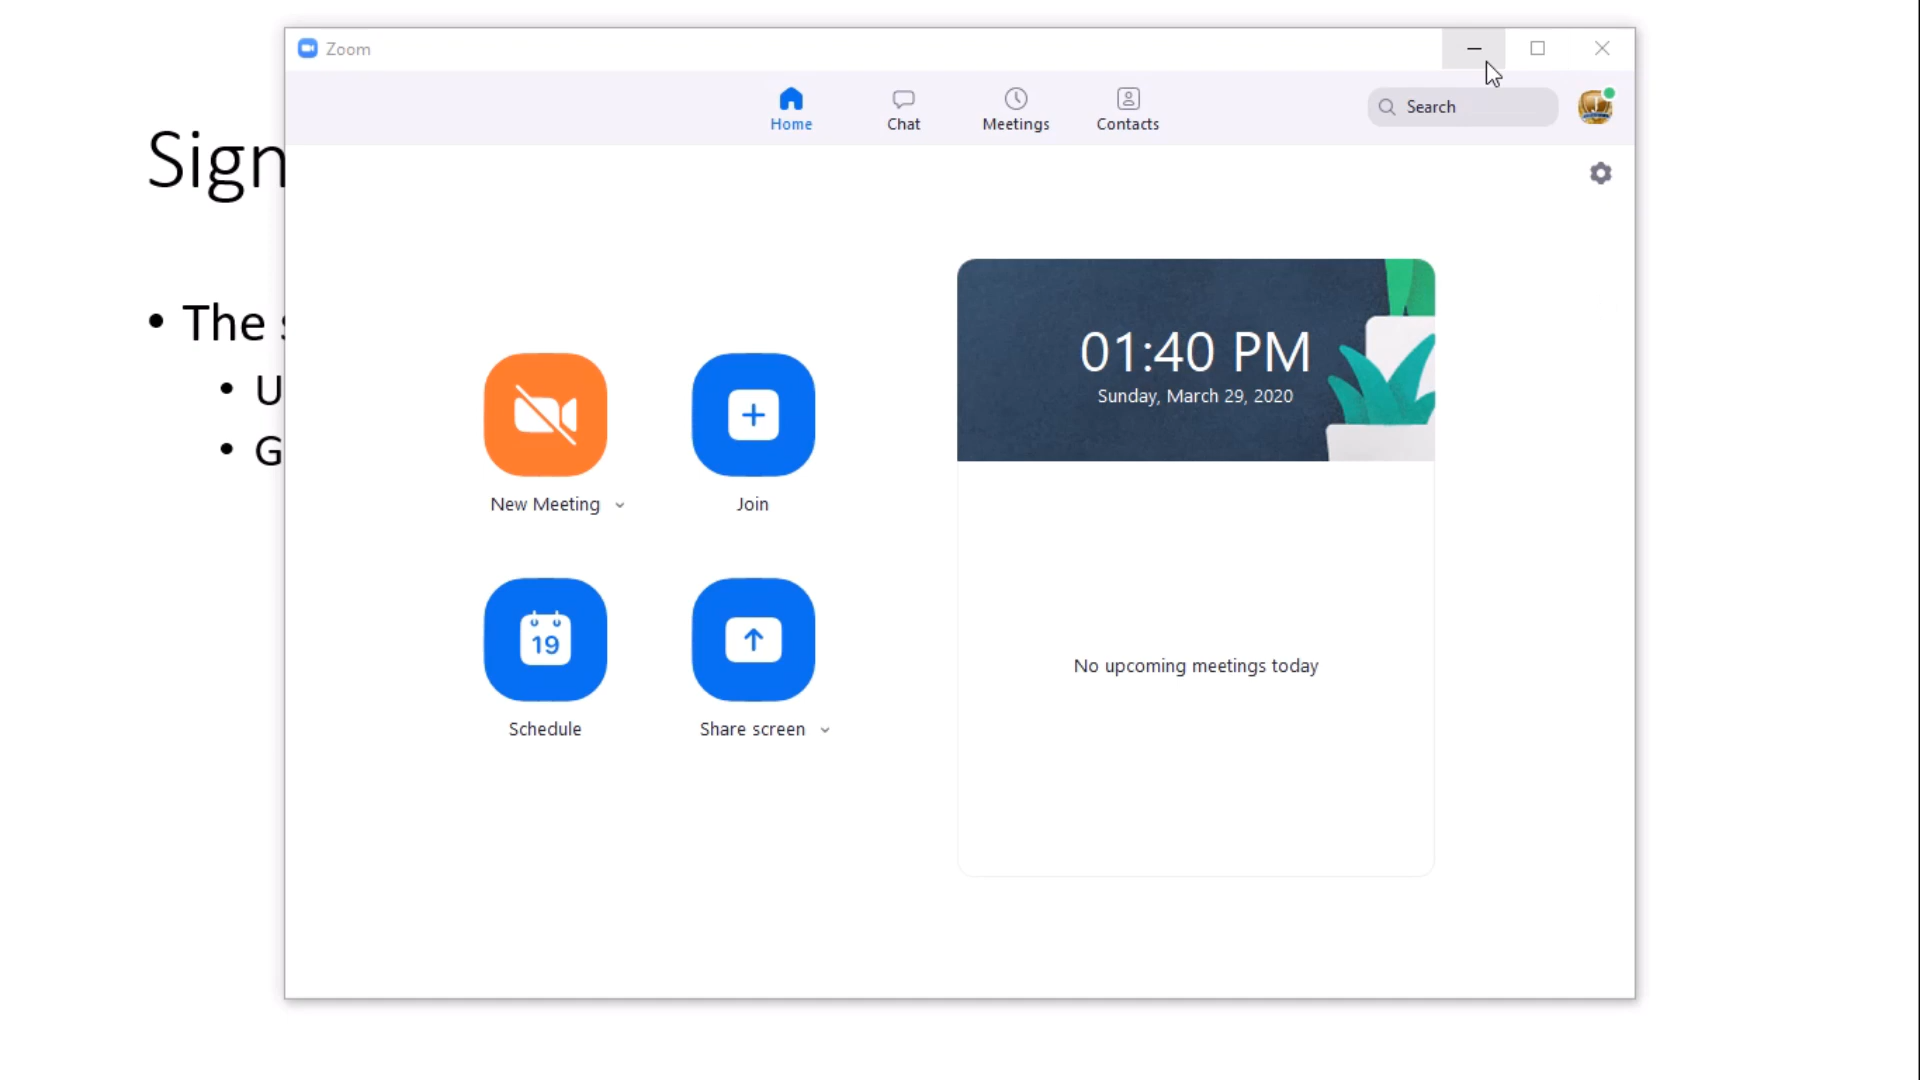 Zoom
Home
Chat
Meetings
Contacts
Search
Sign
• The
• U
• G
01:40 PM
Sunday, March 29, 2020
New Meeting
Join
19
Schedule
Share screen
No upcoming meetings today